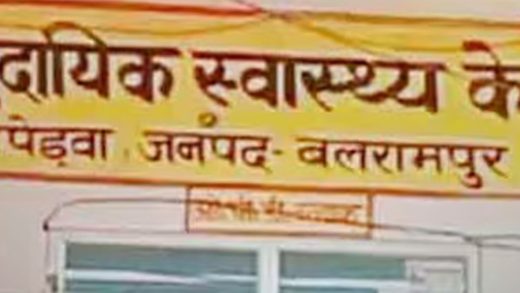 दायिक स्वास्थ्य के
पेड़वा जनपद- बलरामपुर